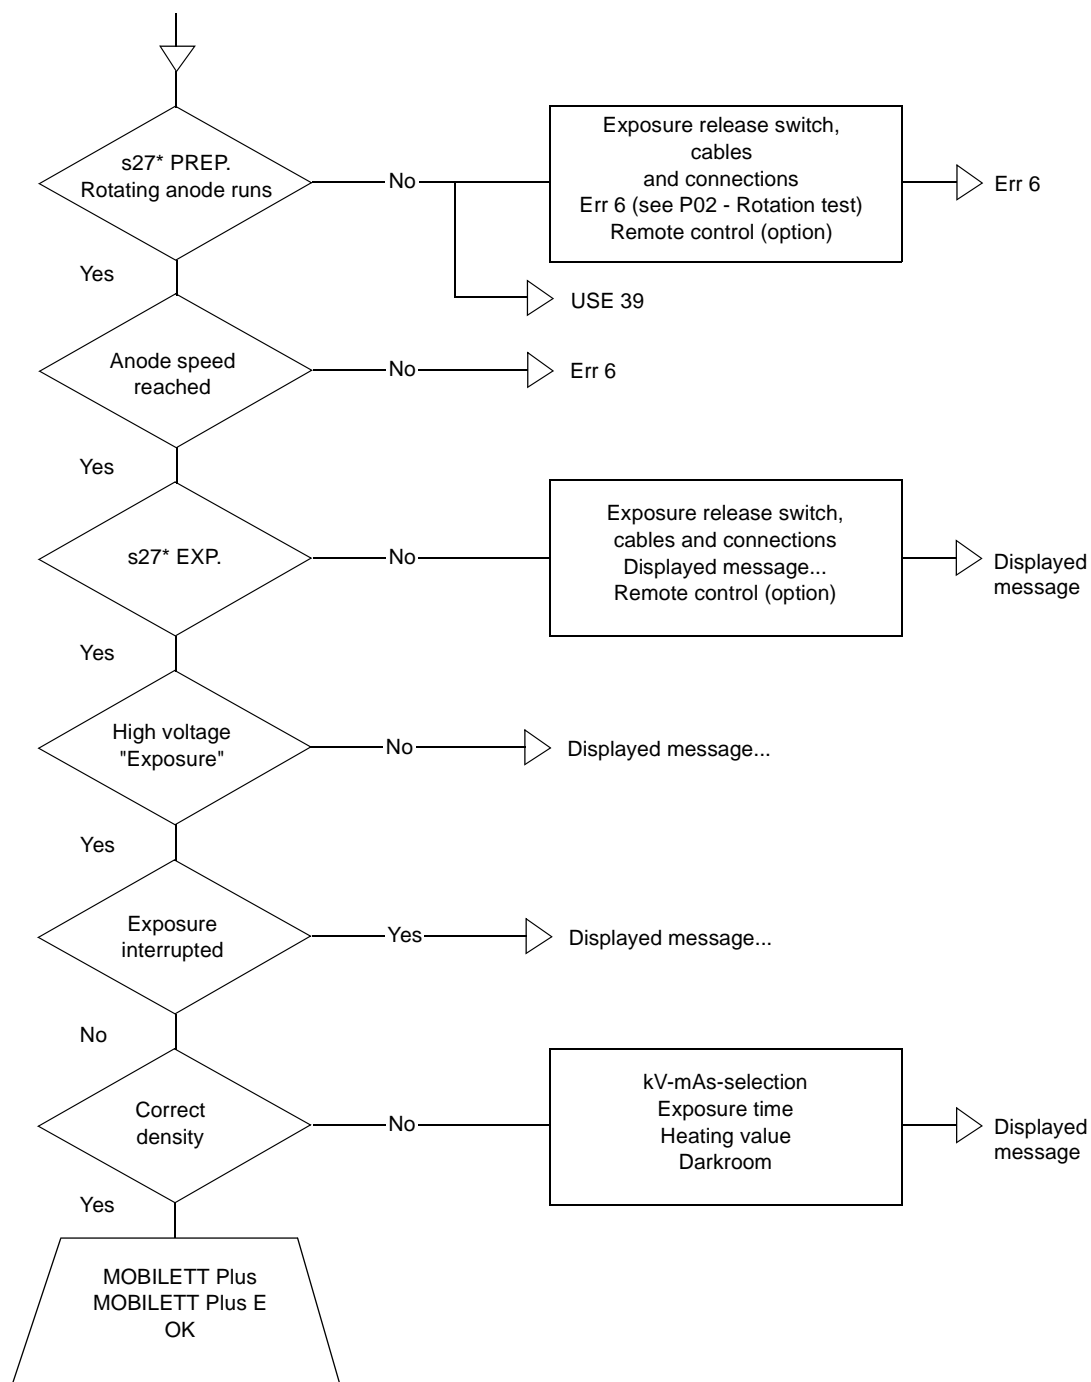 s27* PREP.
Rotating anode runs
No
Exposure release switch,
cables
and connections
Err 6 (see P02 - Rotation test)
Remote control (option)
Err 6
Yes
USE 39
Anode speed
reached
No
Err 6
Yes
s27* EXP.
No
Exposure release switch,
cables and connections
Displayed message...
Remote control (option)
Displayed
message
Yes
High voltage
"Exposure"
No
Displayed message...
Yes
Exposure
interrupted
Yes
Displayed message...
No
Correct
density
No
kV-mAs-selection
Exposure time
Heating value
Darkroom
Displayed
message
Yes
MOBILETT Plus
MOBILETT Plus E
OK